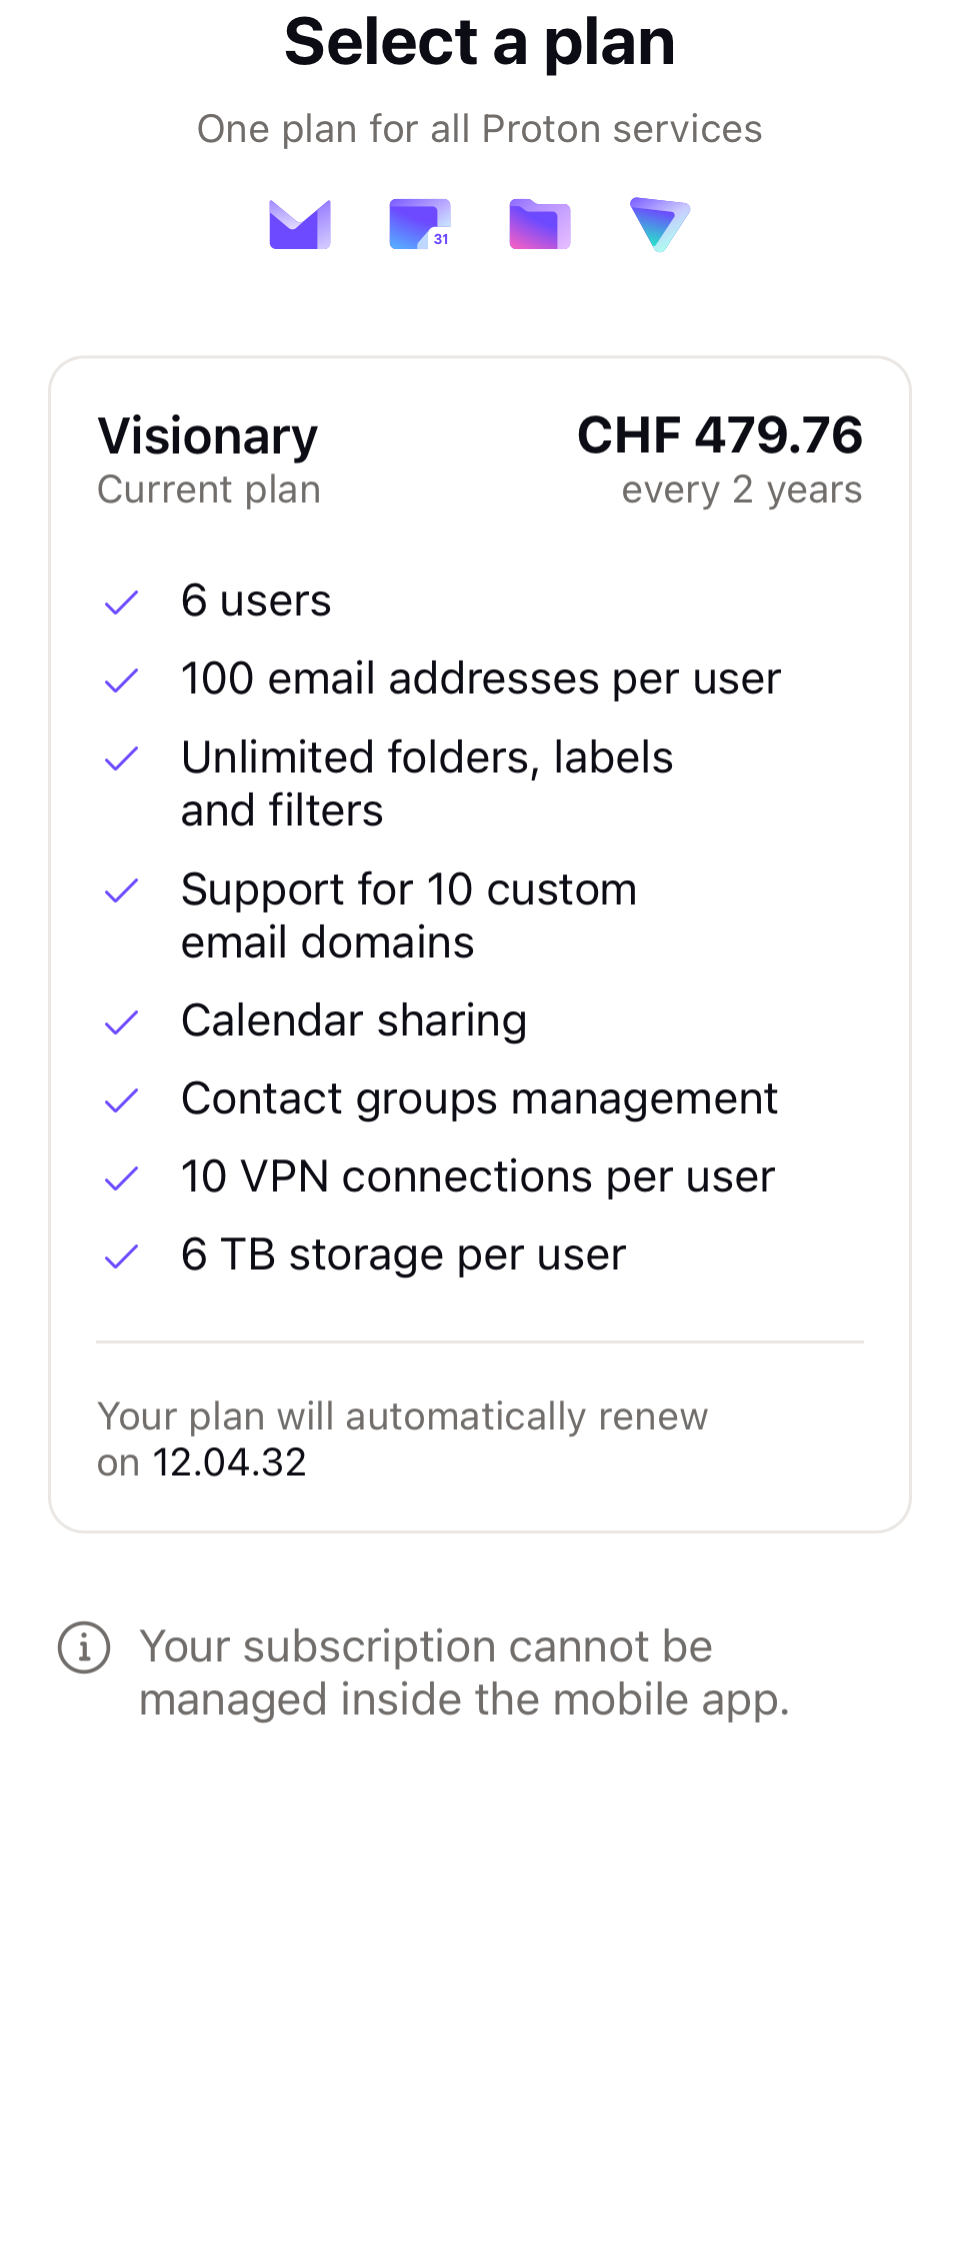 Select a plan
One plan for all Proton services
31
Visionary
CHF 479.76
Current plan
every 2 years
6 users
100 email addresses per user
Unlimited folders, labels
and filters
Support for 10 custom
email domains
Calendar sharing
Contact groups management
10 VPN connections per user
6 TB storage per user
Your plan will automatically renew
on 12.04.32
Your subscription cannot be
managed inside the mobile app.